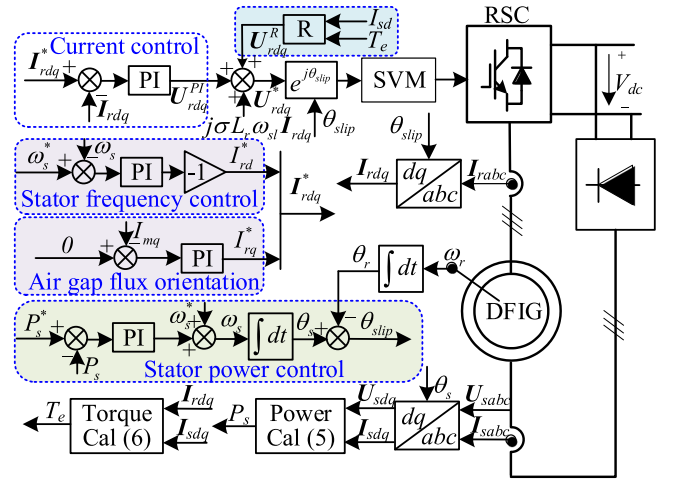 RSC
Current control
I*rdq
+
−
Irdq
PI
U^PI rdq
U^R rdq
R
Isd
Te
+
+
+
U*rdq
jσLrωslIrdq
e^jθslip
θslip
SVM
+
Vdc
−
ω*s
+
−
ωs
PI
-1
I*rd
Stator frequency control
I*rdq
θslip
Irdq
dq
abc
Irabc
0
+
−
Imq
PI
I*rq
Air gap flux orientation
θr
∫dt
ωr
DFIG
P*s
+
−
Ps
PI
ω*s
+
+
ωs
∫dt
θs
+
−
θslip
Stator power control
Te
Torque
Cal (6)
Irdq
Isdq
Ps
Power
Cal (5)
Usdq
Isdq
θs
dq
abc
Usabc
Isabc